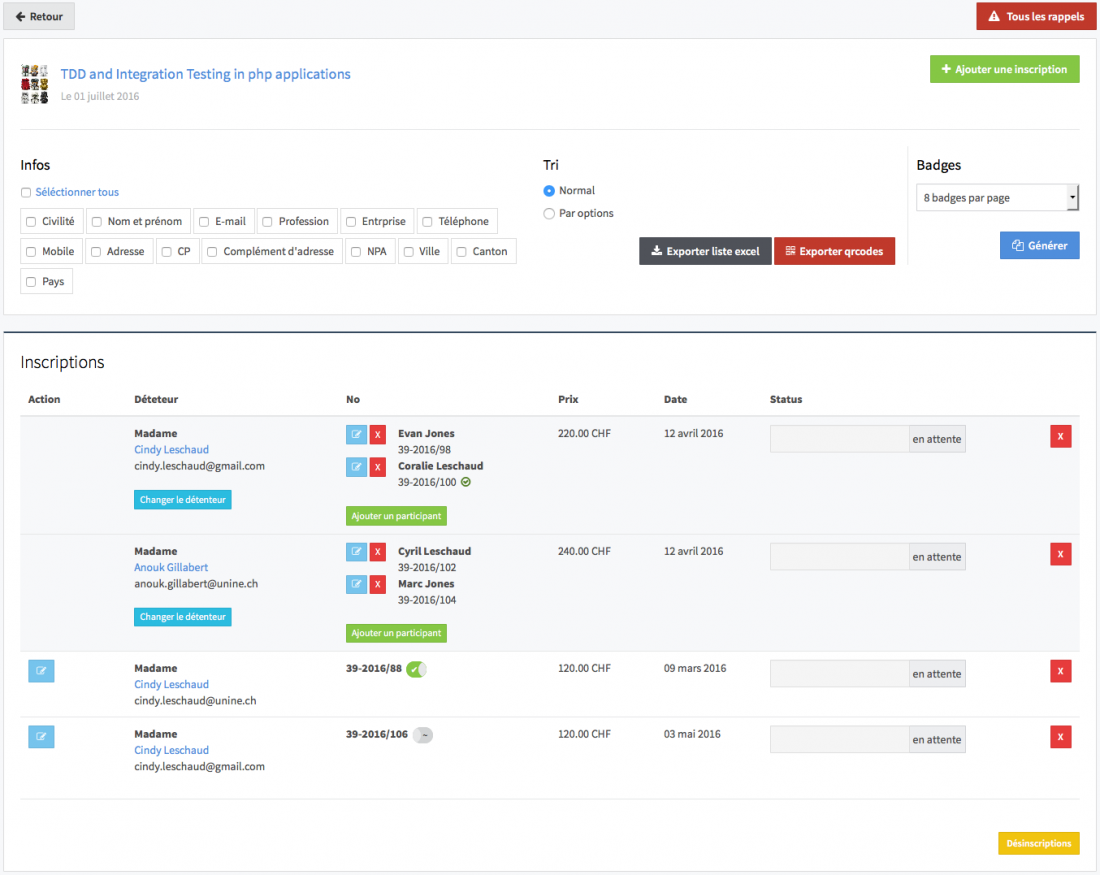 Retour
Tous les rappels
TDD and Integration Testing in php applications
Le 01 juillet 2016
Ajouter une inscription
Infos
Séléctionner tous
Civilité Nom et prénom E-mail Profession Entrprise Téléphone
Mobile Adresse CP Complément d'adresse NPA Ville Canton
Pays
Tri
Normal
Par options
Exporter liste excel Exporter qrcodes
Badges
8 badges par page
Générer
Inscriptions
Action Déteteur No Prix Date Status
Madame
Cindy Leschaud
cindy.leschaud@gmail.com
Changer le détenteur
X Evan Jones
39-2016/98
X Coralie Leschaud
39-2016/100
Ajouter un participant
220.00 CHF
12 avril 2016
en attente
X
Madame
Anouk Gillabert
anouk.gillabert@unine.ch
Changer le détenteur
X Cyril Leschaud
39-2016/102
X Marc Jones
39-2016/104
Ajouter un participant
240.00 CHF
12 avril 2016
en attente
X
Madame
Cindy Leschaud
cindy.leschaud@unine.ch
39-2016/88
120.00 CHF
09 mars 2016
en attente
X
Madame
Cindy Leschaud
cindy.leschaud@gmail.com
39-2016/106 ~
120.00 CHF
03 mai 2016
en attente
X
Désinscriptions